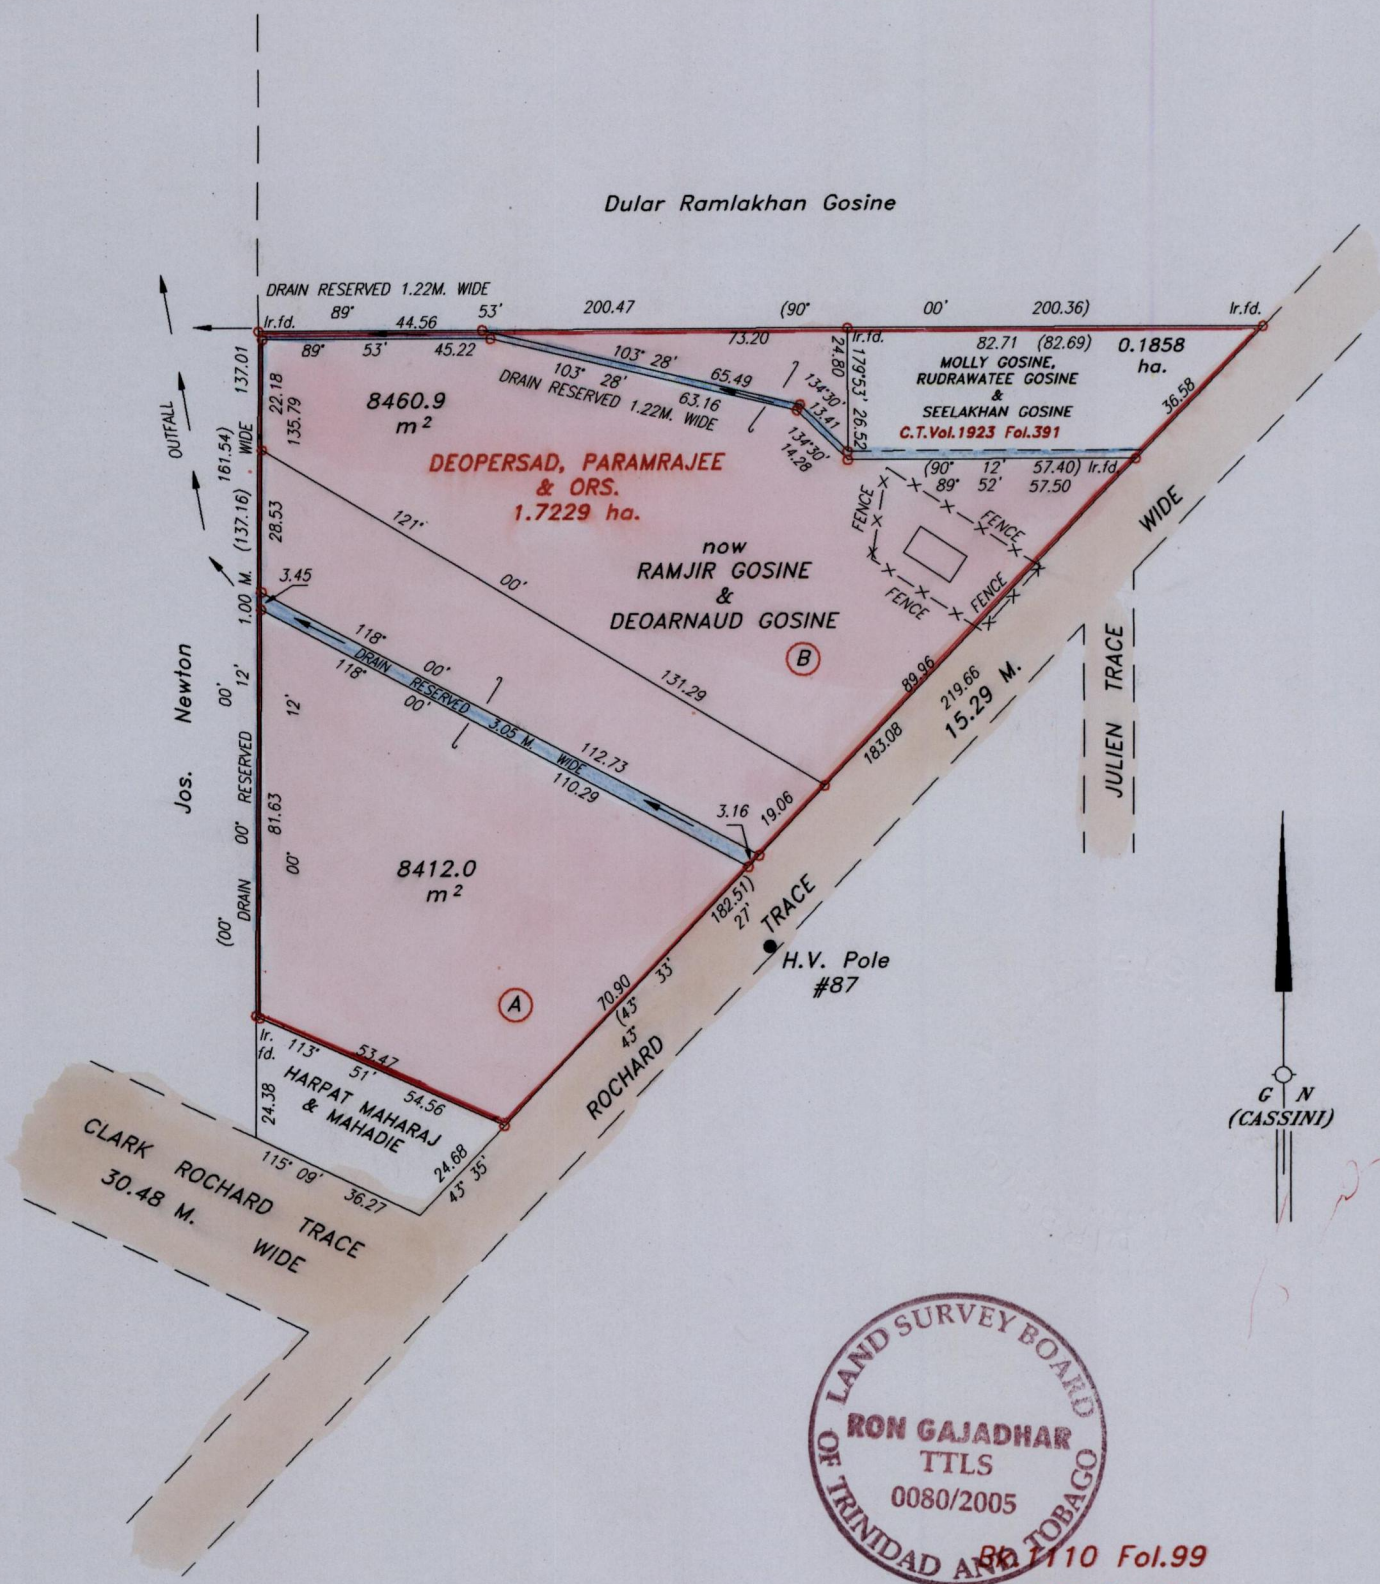 Dular Ramlakhan Gosine
DRAIN RESERVED 1.22M. WIDE
89° 53' 200.47 (90° 00' 200.36)
Ir.fd. 44.56 73.20 Ir.fd. 82.71 (82.69) Ir.fd.
89° 53' 45.22
103° 28' 65.49
103° 28' 63.16
DRAIN RESERVED 1.22M. WIDE
134°30'
13.41
134°30'
14.28
24.80
179°53' 26.52
MOLLY GOSINE,
RUDRAWATEE GOSINE
&
SEELAKHAN GOSINE
C.T.Vol.1923 Fol.391
0.1858
ha.
36.58
(90° 12' 57.40) Ir.fd.
89° 52' 57.50
OUTFALL
137.01
22.18
135.79
(161.54)
28.53
3.45
8460.9
m²
DEOPERSAD, PARAMRAJEE
& ORS.
1.7229 ha.
now
RAMJIR GOSINE
&
DEOARNAUD GOSINE
B
FENCE
FENCE
FENCE
FENCE
121° 00' 131.29
118° 00' 112.73
DRAIN RESERVED 3.05 M. WIDE
118° 00' 110.29
3.16
19.06
89.96
183.08
219.66
15.29 M.
ROCHARD TRACE WIDE
JULIEN TRACE
Jos. Newton
DRAIN RESERVED 1.00 M. WIDE
(00° 00' 12' (137.16)
00° 12'
00° 12'
81.63
8412.0
m²
A
70.90
(43° 33' 27' 182.51)
43°
H.V. Pole
#87
Ir.
fd.
113° 51'
53.47
54.56
24.38
HARPAT MAHARAJ
& MAHADIE
24.68
43° 35'
115° 09' 36.27
CLARK ROCHARD TRACE
30.48 M. WIDE
G N
(CASSINI)
LAND SURVEY BOARD
OF TRINIDAD AND TOBAGO
RON GAJADHAR
TTLS
0080/2005
Bk.1110 Fol.99